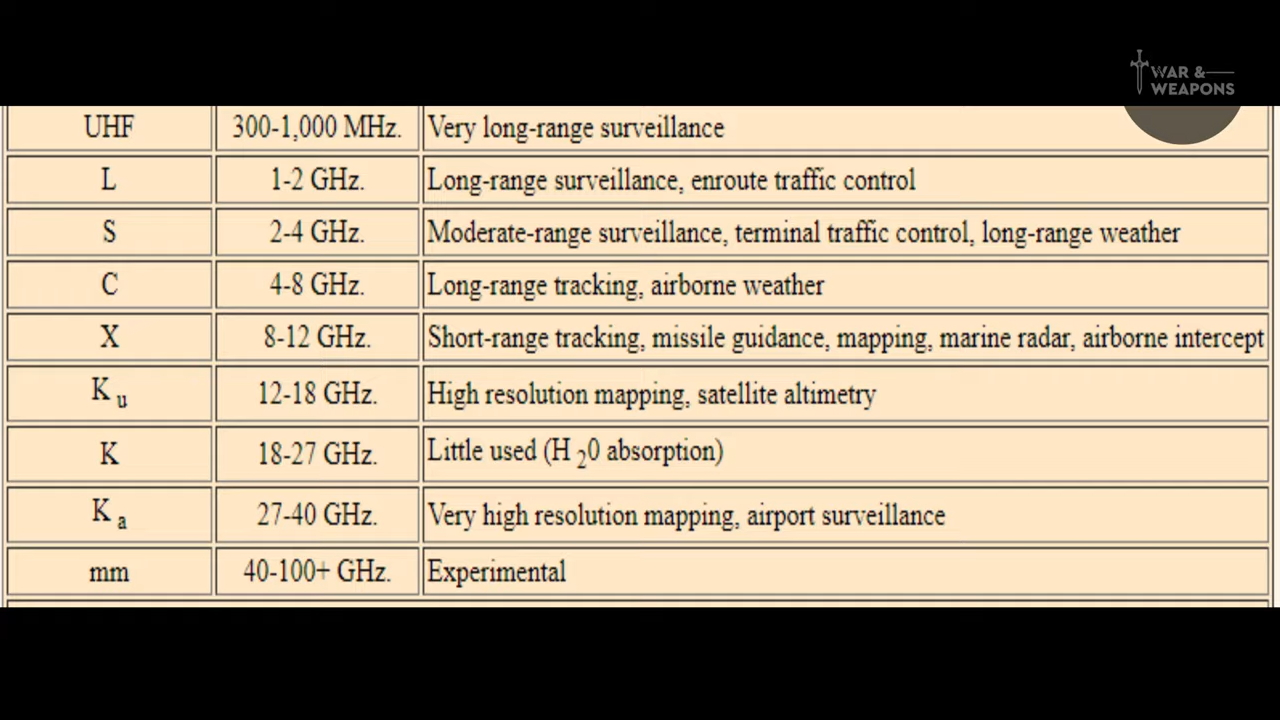 WAR &
WEAPONS
UHF 300-1,000 MHz. Very long-range surveillance
L 1-2 GHz. Long-range surveillance, enroute traffic control
S 2-4 GHz. Moderate-range surveillance, terminal traffic control, long-range weather
C 4-8 GHz. Long-range tracking, airborne weather
X 8-12 GHz. Short-range tracking, missile guidance, mapping, marine radar, airborne intercept
K u 12-18 GHz. High resolution mapping, satellite altimetry
K 18-27 GHz. Little used (H 20 absorption)
K a 27-40 GHz. Very high resolution mapping, airport surveillance
mm 40-100+ GHz. Experimental